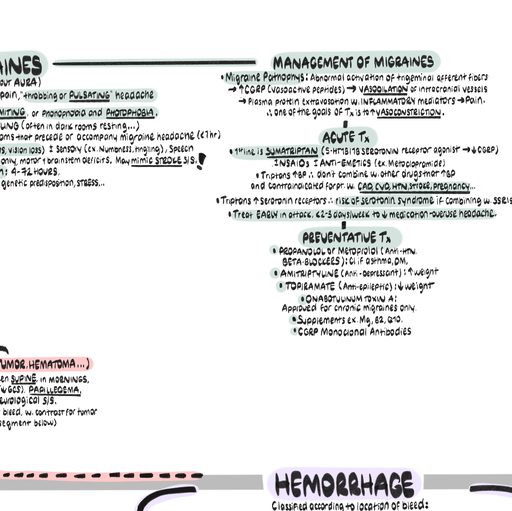 AINES
OUT AURA)
PAIN, "throbbing or PULSATING" headache
MITING, or PHONOPHOBIA AND PHOTOPHOBIA,
LING (often in dark rooms resting...)
oms that precede or accompany migraine headache (<1hr)
s, vision loss) ± Sensory (ex. Numbness, tingling), Speech
only, motor + brainstem deficits, May mimic STROKE S/S. !
: 4-72 HOURS.
genetic predisposition, STRESS...
MANAGEMENT OF MIGRAINES
• Migraine Pathophys: Abnormal activation of trigeminal afferent fibers
→ ↑CGRP (vasoactive peptides) → VASODILATION of intracranial vessels
→ Plasma protein extravasation w. INFLAMMATORY mediators → Pain.
∴ one of the goals of Tx is to ↑ VASOCONSTRICTION.
ACUTE Tx
• 1st line is SUMATRIPTAN (5-HT1B/1D SEROTONIN receptor agonist → ↓CGRP)
± NSAIDs ± ANTI-EMETICS (ex. Metoclopramide)
• Triptans ↑BP ∴ don't combine w. other drugs that ↑BP
and contraindicated for pt. w. CAD, CVD, HTN, STROKE, PREGNANCY...
• Triptans ↑ serotonin receptors ∴ risk of serotonin syndrome if combining w. SSRIs
• Treat EARLY in attack, <2-3 days/week to ↓ medication-overuse headache.
PREVENTATIVE Tx
• PROPANOLOL or Metoprolol (Anti-HTN,
BETA-BLOCKERS): CI if asthma, DM,
• AMITRIPTYLINE (Anti-Depressant): ↑weight
• TOPIRAMATE (Anti-epileptic): ↓weight
• ONABOTULINUM TOXIN A:
Approved for chronic migraines only.
• Supplements ex. Mg, B2, Q10.
• CGRP Monoclonal Antibodies
TUMOR, HEMATOMA...)
en SUPINE, in MORNINGS,
(↓GCS). PAPILLEDEMA,
eurological S/S.
bleed, w. contrast for tumor
segment below)
HEMORRHAGE
Classified according to location of bleed: